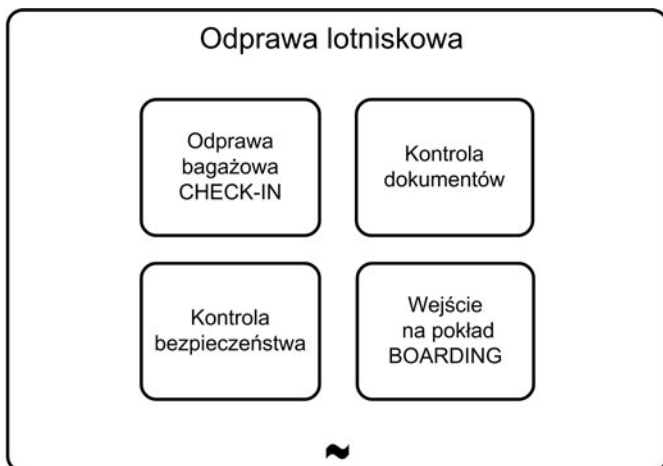 Odprawa lotniskowa
Odprawa
bagażowa
CHECK-IN
Kontrola
dokumentów
Kontrola
bezpieczeństwa
Wejście
na pokład
BOARDING
~